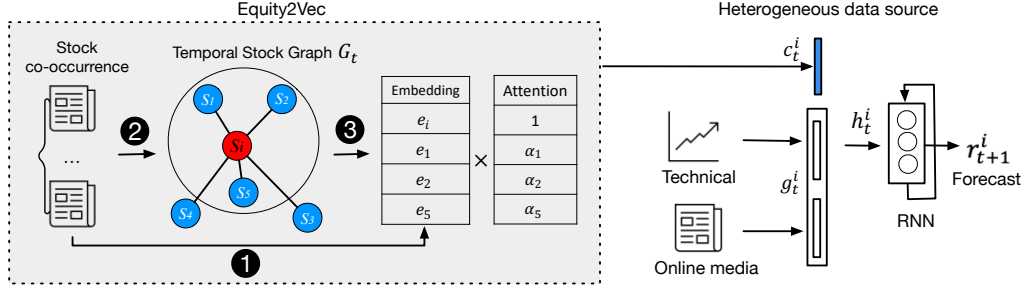 Equity2Vec
Heterogeneous data source
Stock
co-occurrence
...
2
Temporal Stock Graph G_t
S_1
S_2
S_i
S_5
S_4
S_3
3
1
Embedding
e_i
e_1
e_2
e_5
×
Attention
1
α_1
α_2
α_5
c_t^i
Technical
g_t^i
Online media
h_t^i
RNN
r_{t+1}^i
Forecast